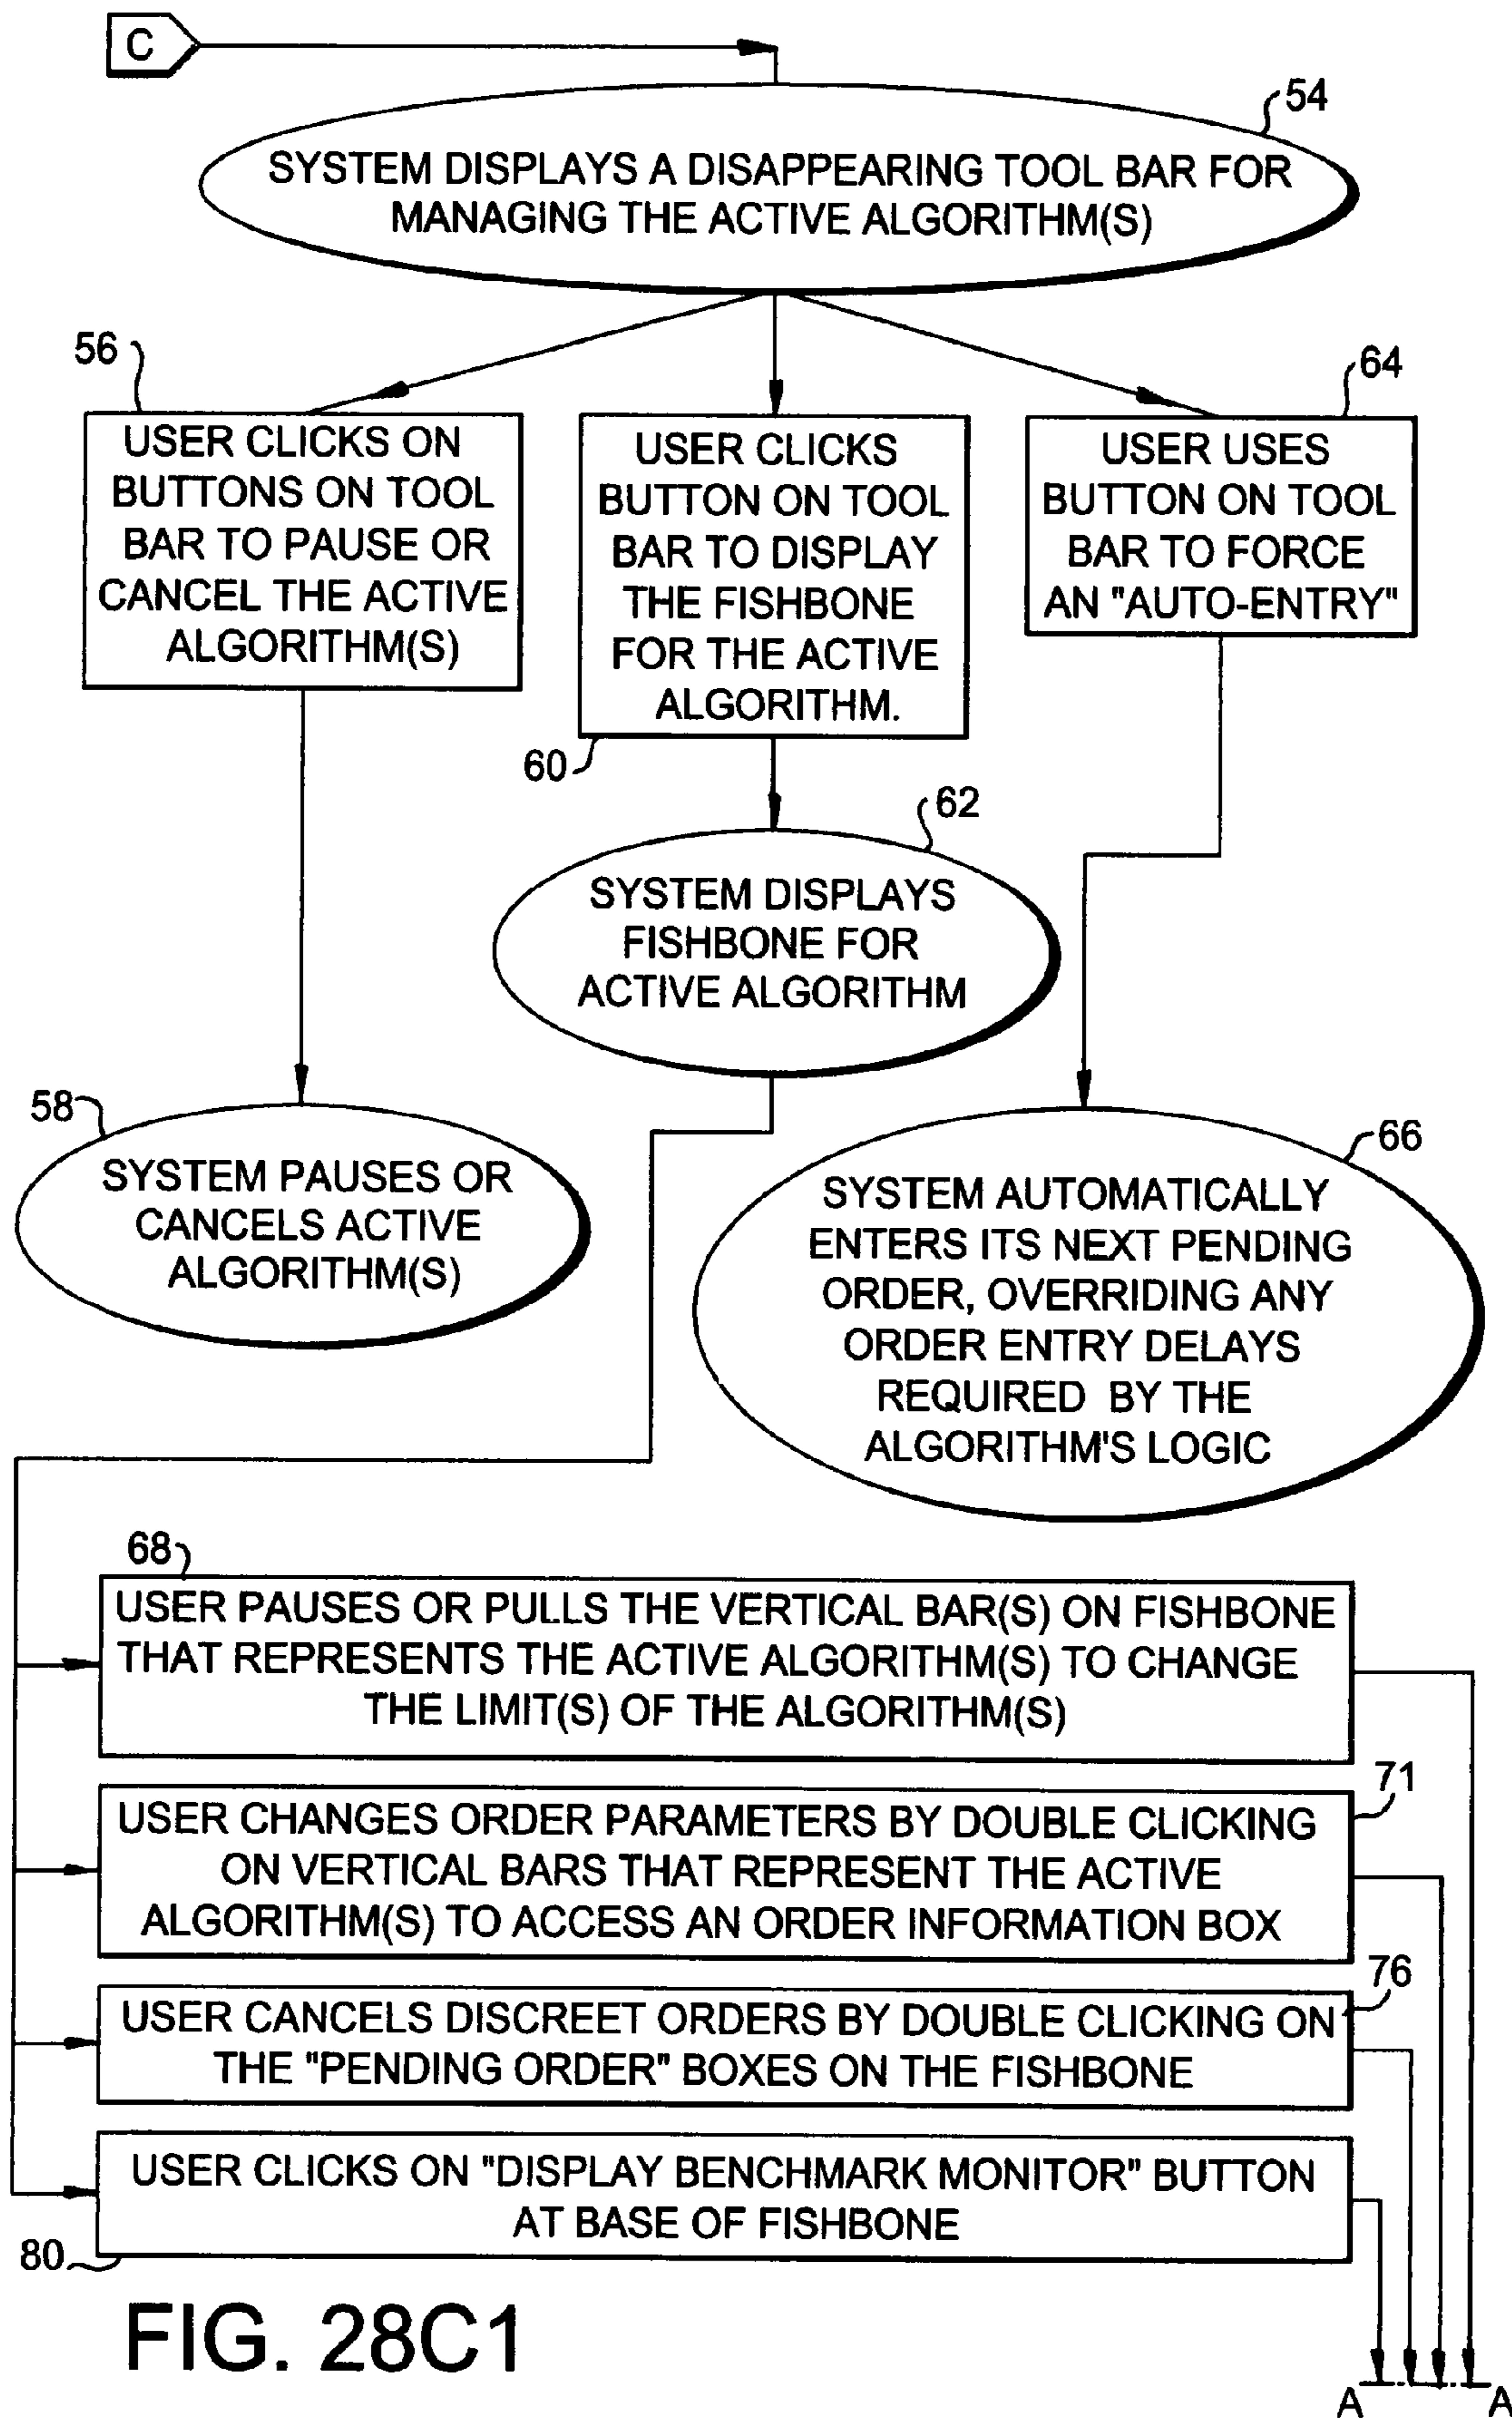 C
54
SYSTEM DISPLAYS A DISAPPEARING TOOL BAR FOR
MANAGING THE ACTIVE ALGORITHM(S)
56
USER CLICKS ON
BUTTONS ON TOOL
BAR TO PAUSE OR
CANCEL THE ACTIVE
ALGORITHM(S)
USER CLICKS
BUTTON ON TOOL
BAR TO DISPLAY
THE FISHBONE
FOR THE ACTIVE
ALGORITHM.
60
64
USER USES
BUTTON ON TOOL
BAR TO FORCE
AN "AUTO-ENTRY"
62
SYSTEM DISPLAYS
FISHBONE FOR
ACTIVE ALGORITHM
58
SYSTEM PAUSES OR
CANCELS ACTIVE
ALGORITHM(S)
66
SYSTEM AUTOMATICALLY
ENTERS ITS NEXT PENDING
ORDER, OVERRIDING ANY
ORDER ENTRY DELAYS
REQUIRED BY THE
ALGORITHM'S LOGIC
68
USER PAUSES OR PULLS THE VERTICAL BAR(S) ON FISHBONE
THAT REPRESENTS THE ACTIVE ALGORITHM(S) TO CHANGE
THE LIMIT(S) OF THE ALGORITHM(S)
71
USER CHANGES ORDER PARAMETERS BY DOUBLE CLICKING
ON VERTICAL BARS THAT REPRESENT THE ACTIVE
ALGORITHM(S) TO ACCESS AN ORDER INFORMATION BOX
76
USER CANCELS DISCREET ORDERS BY DOUBLE CLICKING ON
THE "PENDING ORDER" BOXES ON THE FISHBONE
USER CLICKS ON "DISPLAY BENCHMARK MONITOR" BUTTON
AT BASE OF FISHBONE
80
FIG. 28C1
A A